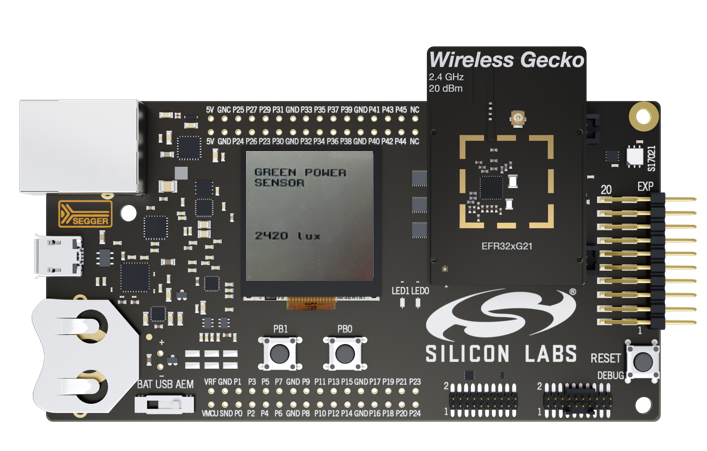 Wireless Gecko
2.4 GHz
20 dBm
5V GNC P25 P27 P29 P31 GND P33 P35 P37 P39 GND P41 P43 P45 NC
5V GND P24 P26 P28 P30 GND P32 P34 P36 P38 GND P40 P42 P44 NC
S17021
GREEN POWER
SENSOR
2420 lux
SEGGER
20
EXP
EFR32xG21
LED1 LED0
®
1
PB1
PB0
SILICON LABS
RESET
DEBUG
BAT USB AEM
VRF GND P1 P3 P5 P7 GND P9 P11 P13 P15 GND P17 P19 P21 P23
VMCU GND P0 P2 P4 P6 GND P8 P10 P12 P14 GND P16 P18 P20 P24
2
1
2
1